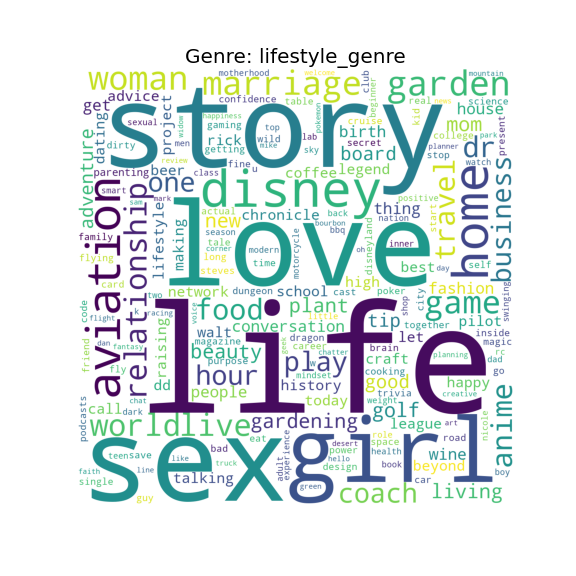 Genre: lifestyle_genre
motherhood welcome club beginner mountain
woman marriage garden
get advice confidence table real kid news science house
story
dating sexual project men widow happiness top gaming lab pokemon
mom college park present
adventure dirty rick wild secret birth getting sky mike
stop planner watch dr
parenting beer review class fine u coffee legend board
smart one disney positive travel home business
family sam mark thing
aviation lifestyle new actual chronicle back nation start
flying relationship making season bourbon bbq
love
card tale corner modern disneyland inner oh best day self
long steves time motorcycle high fashion swinging
code two network dungeon school city shop
flight k racing food plant game pilot
friend raising walt conversation tip together inside
dan voice beauty magazine career little let magic
fantasy geek dragon chatter w brain rc dad
fly hour purpose play mindset cooking craft planning go
life
dd people history today weight trivia good happy creative
podcasts call chat dark worldlive gardening golf league role art nicole anime
faith teen save eat power desert space road
sex girl
single line like bad adult experience hello health wine beyond boy
guy talking truck green design book car
coach living
cruise cast poker